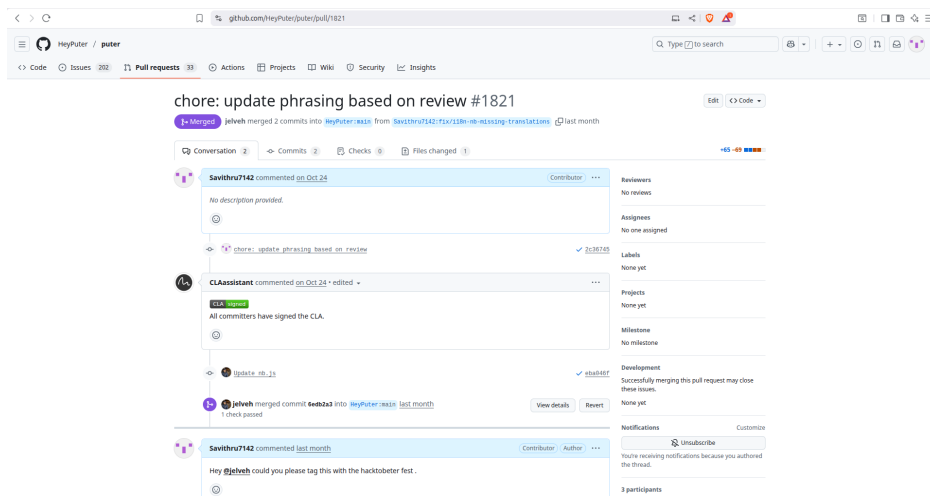 github.com/HeyPuter/puter/pull/1821
HeyPuter / puter
Type / to search
Code
Issues 202
Pull requests 33
Actions
Projects
Wiki
Security
Insights
chore: update phrasing based on review #1821
Edit
Code
Merged
jelveh merged 2 commits into HeyPuter:main from Savithru7142:fix/i18n-nb-missing-translations last month
Conversation 2
Commits 2
Checks 0
Files changed 1
+65 -69
Savithru7142 commented on Oct 24
Contributor
No description provided.
chore: update phrasing based on review
2c36745
CLAassistant commented on Oct 24 • edited
CLA signed
All committers have signed the CLA.
Update nb.js
eba046f
jelveh merged commit 6edb2a3 into HeyPuter:main last month
1 check passed
View details
Revert
Savithru7142 commented last month
Contributor
Author
Hey @jelveh could you please tag this with the hacktobeter fest .
Reviewers
No reviews
Assignees
No one assigned
Labels
None yet
Projects
None yet
Milestone
No milestone
Development
Successfully merging this pull request may close
these issues.
None yet
Notifications
Customize
Unsubscribe
You're receiving notifications because you authored
the thread.
3 participants